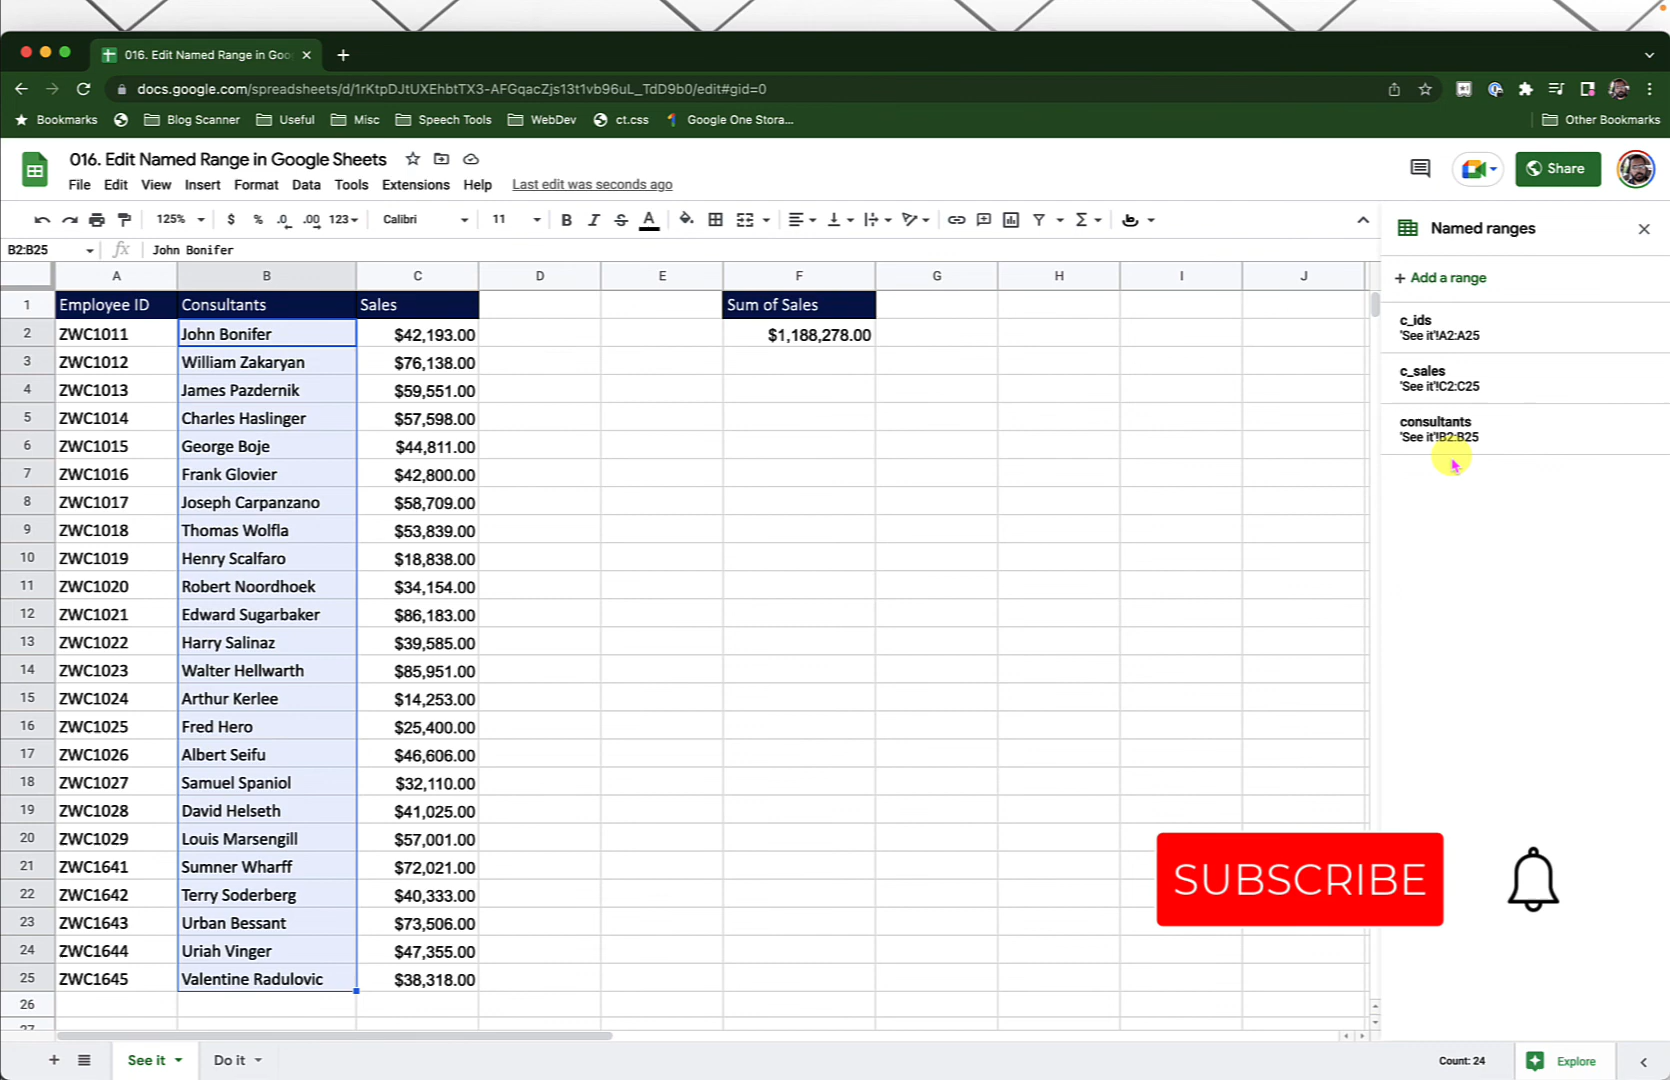 016. Edit Named Range in Goo
docs.google.com/spreadsheets/d/1rKtpDJtUXEhbtTX3-AFGqacZjs13t1vb96uL_TdD9b0/edit#gid=0
Bookmarks Blog Scanner Useful Misc Speech Tools WebDev ct.css Google One Stora... Other Bookmarks
016. Edit Named Range in Google Sheets
File Edit View Insert Format Data Tools Extensions Help Last edit was seconds ago
Share
125% $ % .0 .00 123 Calibri 11 B I S A
Named ranges
B2:B25 fx John Bonifer
A B C D E F G H I J
+ Add a range
1 Employee ID Consultants Sales Sum of Sales
2 ZWC1011 John Bonifer $42,193.00 $1,188,278.00
3 ZWC1012 William Zakaryan $76,138.00
4 ZWC1013 James Pazdernik $59,551.00
5 ZWC1014 Charles Haslinger $57,598.00
6 ZWC1015 George Boje $44,811.00
7 ZWC1016 Frank Glovier $42,800.00
8 ZWC1017 Joseph Carpanzano $58,709.00
9 ZWC1018 Thomas Wolfla $53,839.00
10 ZWC1019 Henry Scalfaro $18,838.00
11 ZWC1020 Robert Noordhoek $34,154.00
12 ZWC1021 Edward Sugarbaker $86,183.00
13 ZWC1022 Harry Salinaz $39,585.00
14 ZWC1023 Walter Hellwarth $85,951.00
15 ZWC1024 Arthur Kerlee $14,253.00
16 ZWC1025 Fred Hero $25,400.00
17 ZWC1026 Albert Seifu $46,606.00
18 ZWC1027 Samuel Spaniol $32,110.00
19 ZWC1028 David Helseth $41,025.00
20 ZWC1029 Louis Marsengill $57,001.00
21 ZWC1641 Sumner Wharff $72,021.00
22 ZWC1642 Terry Soderberg $40,333.00
23 ZWC1643 Urban Bessant $73,506.00
24 ZWC1644 Uriah Vinger $47,355.00
25 ZWC1645 Valentine Radulovic $38,318.00
26
27
c_ids
'See it'!A2:A25
c_sales
'See it'!C2:C25
consultants
'See it'!B2:B25
SUBSCRIBE
+ See it Do it Count: 24 Explore